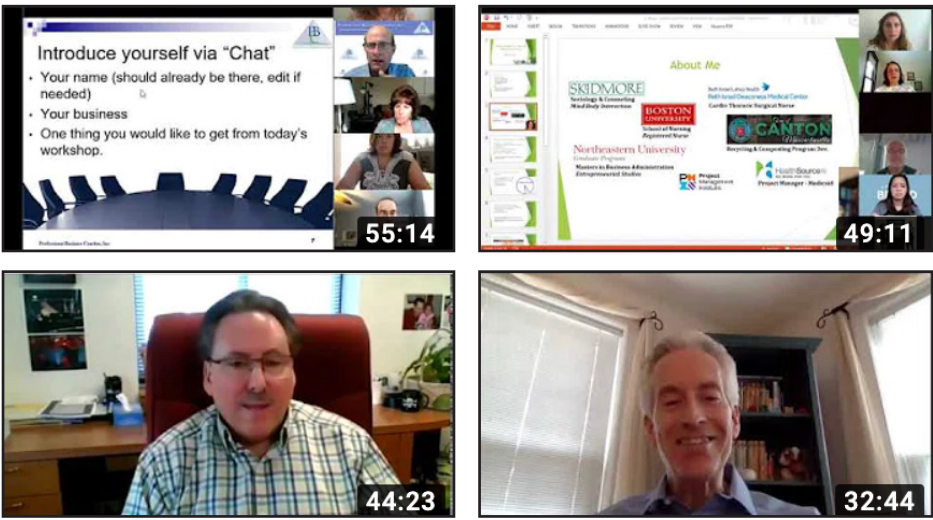 Introduce yourself via “Chat”
• Your name (should already be there, edit if
needed)
• Your business
• One thing you would like to get from today’s
workshop.
Professional Business Coaches, Inc
55:14
About Me
SKIDMORE
Sociology & Counseling
Mind Body Interaction
BOSTON
UNIVERSITY
School of Nursing
Registered Nurse
Beth Israel Deaconess Medical Center
Cardio Thoracic Surgical Nurse
CANTON
Recycling & Composting Program Dev.
Northeastern University
Graduate Programs
Masters in Business Administration
Entrepreneurial Studies
Project
Management
HealthSource
Project Manager - Medicaid
49:11
44:23
32:44